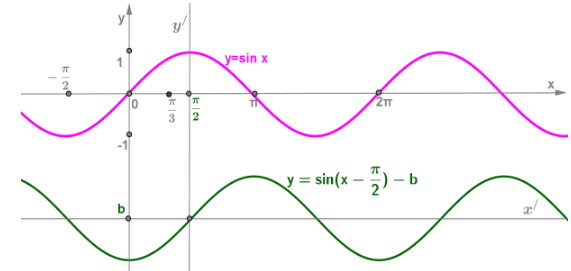 y
y/
1
y=sin x
-π/2
x
0
π/3
π/2
π
2π
-1
y = sin(x − π/2) − b
b
x/